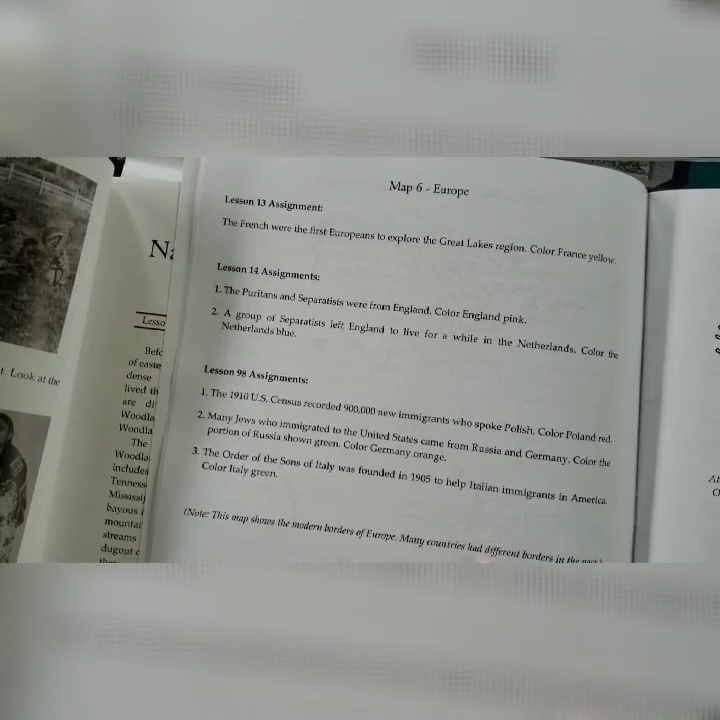 t. Look at the
Lesso
Befo
of easte
dense
lived th
are di
Woodla
Woodla
The
Woodla
includes
Tenness
Mississip
bayous
mountai
streams
dugout c
Map 6 - Europe
Lesson 13 Assignment:
The French were the first Europeans to explore the Great Lakes region. Color France yellow.
Lesson 14 Assignments:
1. The Puritans and Separatists were from England. Color England pink.
2. A group of Separatists left England to live for a while in the Netherlands. Color the
Netherlands blue.
Lesson 98 Assignments:
1. The 1910 U.S. Census recorded 900,000 new immigrants who spoke Polish. Color Poland red.
2. Many Jews who immigrated to the United States came from Russia and Germany. Color the
portion of Russia shown green. Color Germany orange.
3. The Order of the Sons of Italy was founded in 1905 to help Italian immigrants in America.
Color Italy green.
(Note: This map shows the modern borders of Europe. Many countries had different borders in the